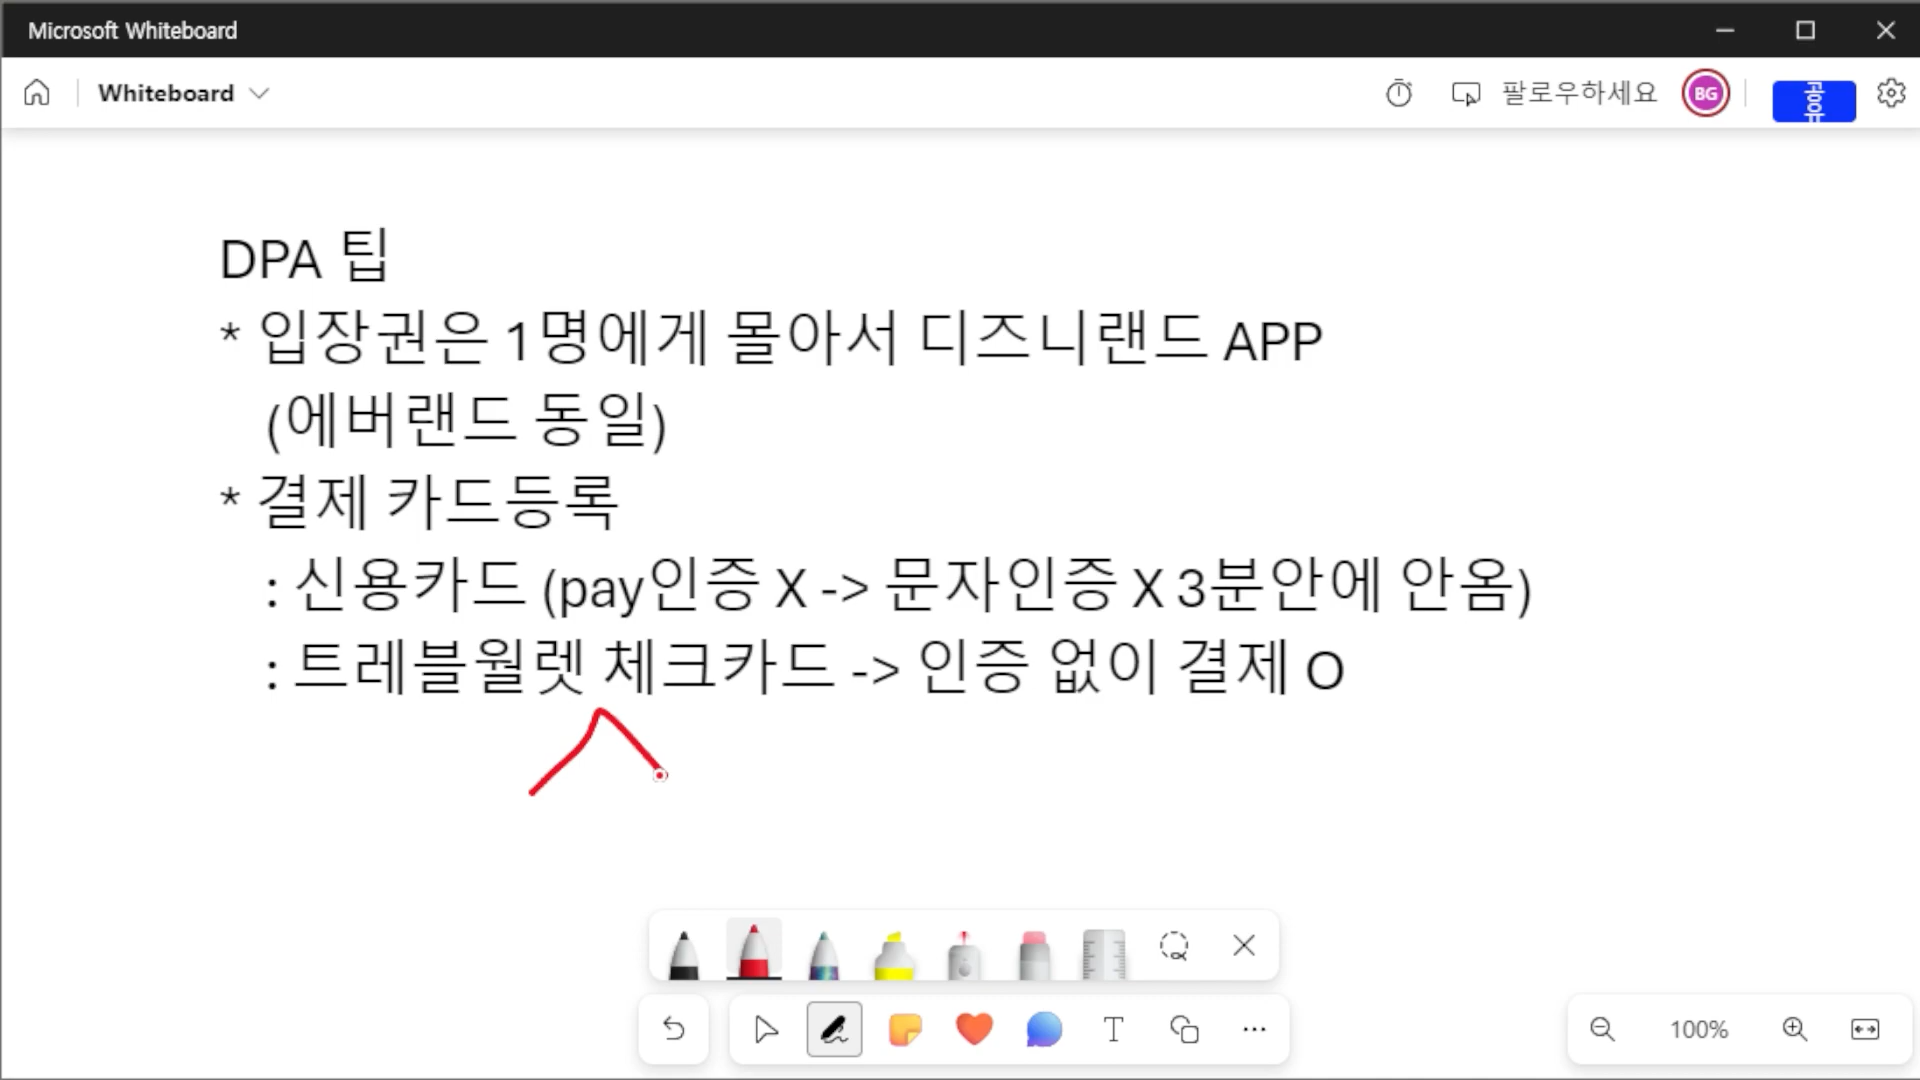 Microsoft Whiteboard
Whiteboard
팔로우하세요
BG
공유
DPA 팁
* 입장권은 1명에게 몰아서 디즈니랜드 APP
(에버랜드 동일)
* 결제 카드등록
: 신용카드 (pay인증 X -> 문자인증 X 3분안에 안옴)
: 트레블월렛 체크카드 -> 인증 없이 결제 O
T
100%